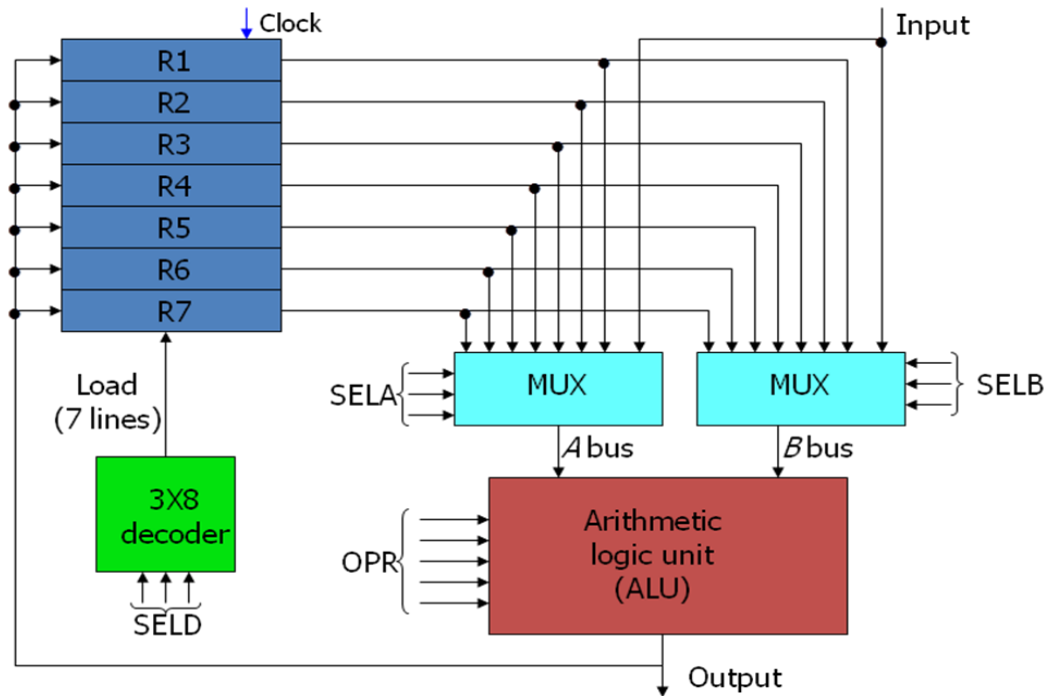 Clock
Input
R1
R2
R3
R4
R5
R6
R7
Load
(7 lines)
SELA
MUX
MUX
SELB
A bus
B bus
3X8
decoder
SELD
OPR
Arithmetic
logic unit
(ALU)
Output